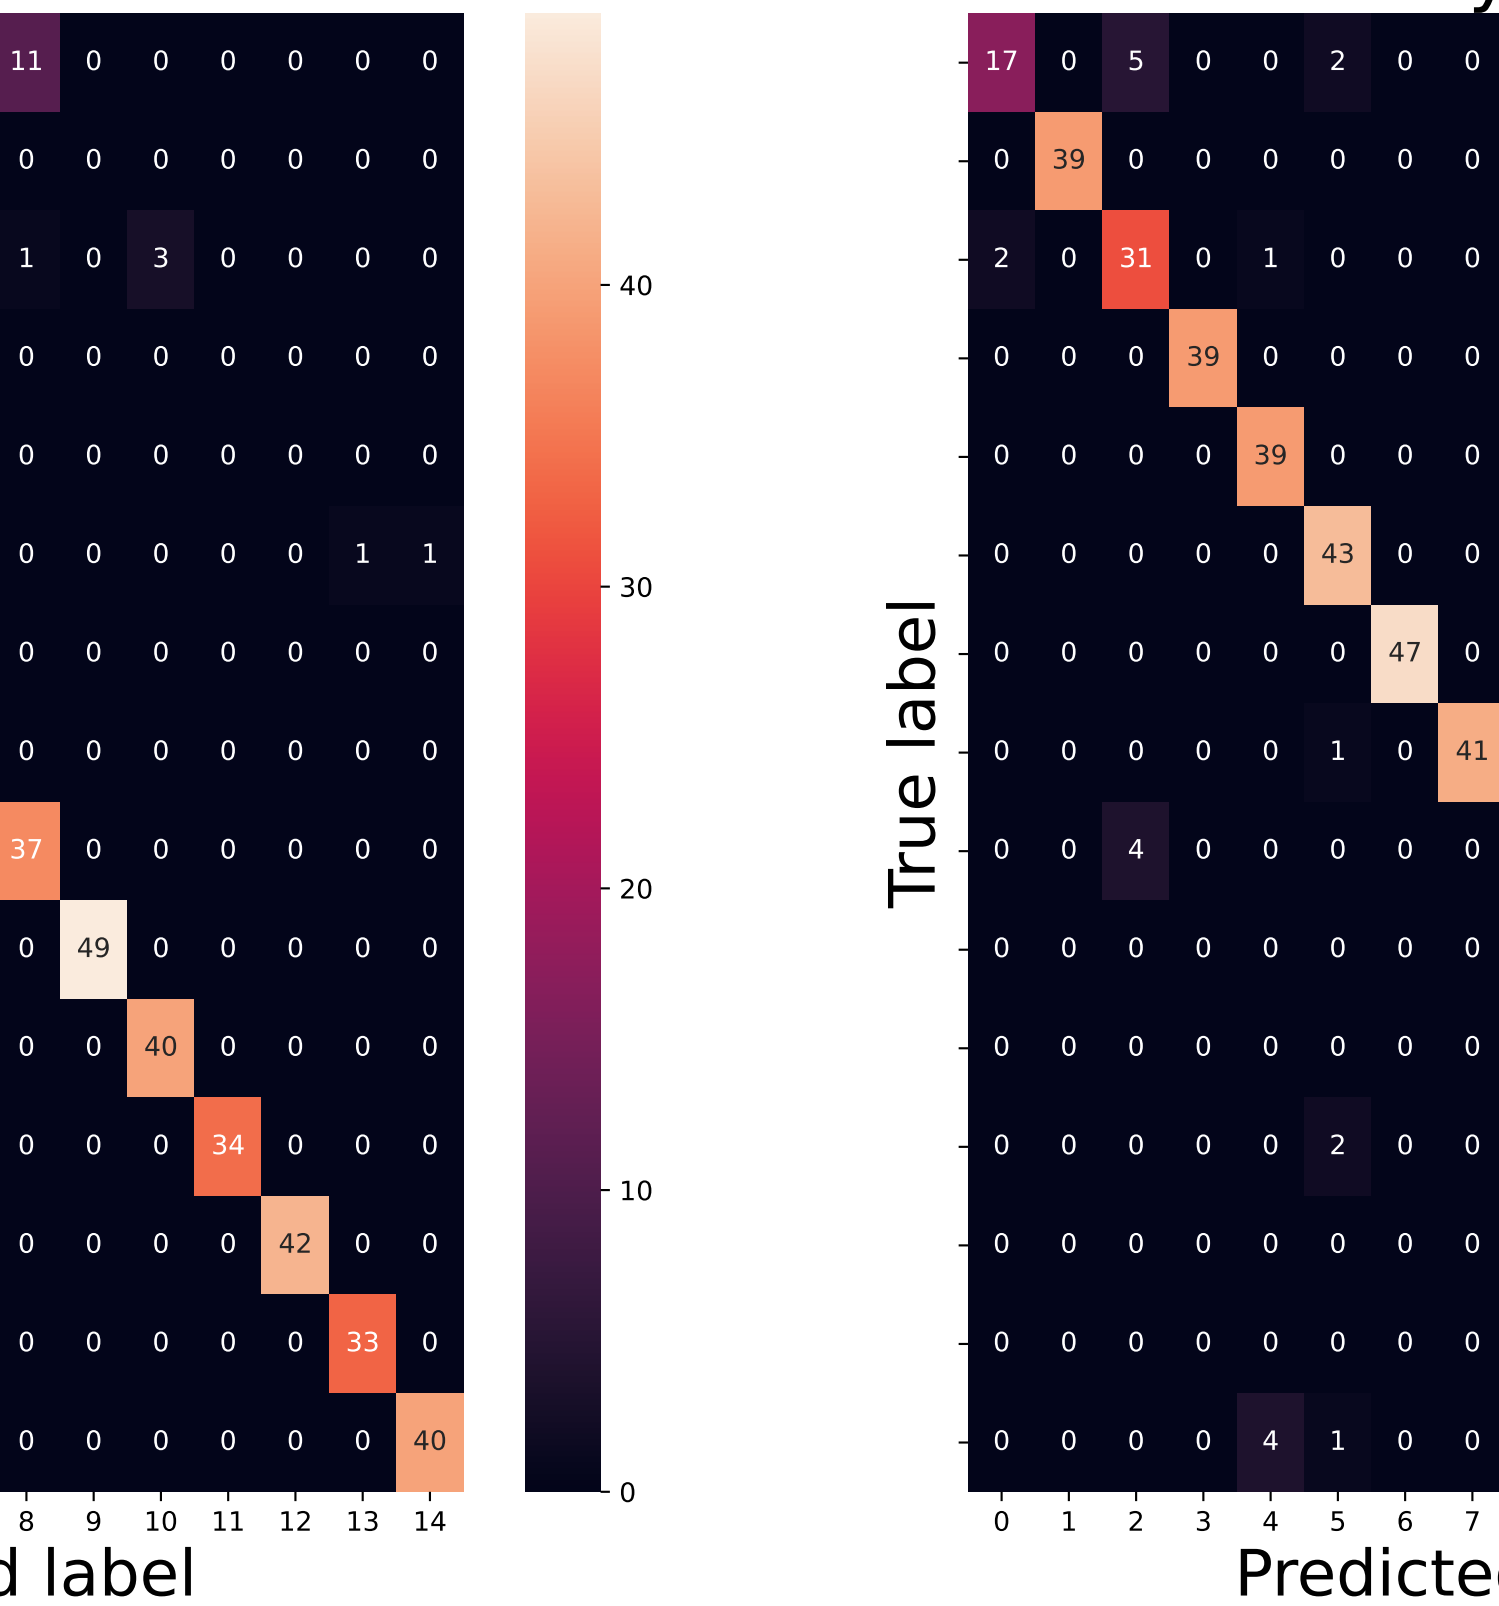 y
11 0 0 0 0 0 0
0 0 0 0 0 0 0
1 0 3 0 0 0 0
0 0 0 0 0 0 0
0 0 0 0 0 0 0
0 0 0 0 0 1 1
0 0 0 0 0 0 0
0 0 0 0 0 0 0
37 0 0 0 0 0 0
0 49 0 0 0 0 0
0 0 40 0 0 0 0
0 0 0 34 0 0 0
0 0 0 0 42 0 0
0 0 0 0 0 33 0
0 0 0 0 0 0 40
8 9 10 11 12 13 14
d label
40
30
20
10
0
True label
17 0 5 0 0 2 0 0
0 39 0 0 0 0 0 0
2 0 31 0 1 0 0 0
0 0 0 39 0 0 0 0
0 0 0 0 39 0 0 0
0 0 0 0 0 43 0 0
0 0 0 0 0 0 47 0
0 0 0 0 0 1 0 41
0 0 4 0 0 0 0 0
0 0 0 0 0 0 0 0
0 0 0 0 0 0 0 0
0 0 0 0 0 2 0 0
0 0 0 0 0 0 0 0
0 0 0 0 0 0 0 0
0 0 0 0 4 1 0 0
0 1 2 3 4 5 6 7
Predicte